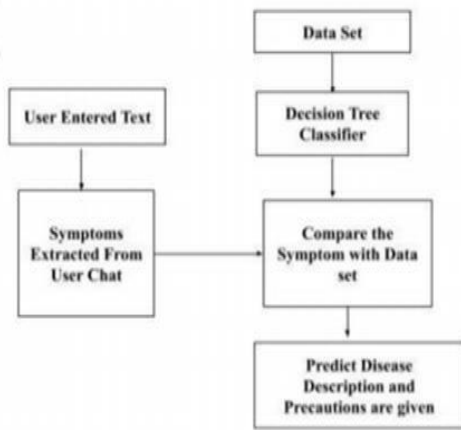 Data Set
User Entered Text
Decision Tree
Classifier
Symptoms
Extracted From
User Chat
Compare the
Symptom with Data
set
Predict Disease
Description and
Precautions are given